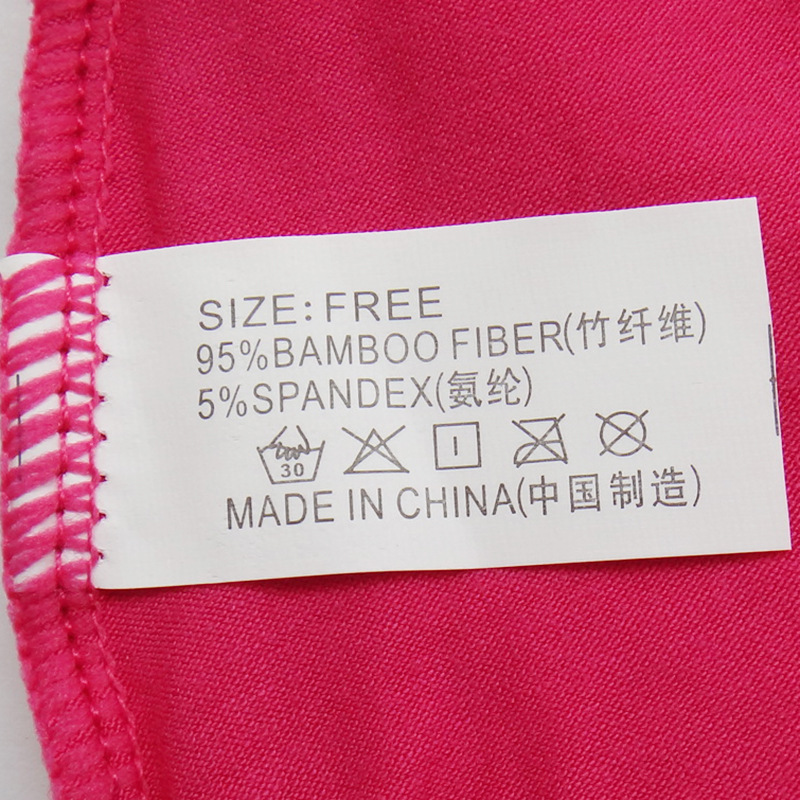 SIZE: FREE
95%BAMBOO FIBER(竹纤维)
5%SPANDEX(氨纶)
30
MADE IN CHINA(中国制造)